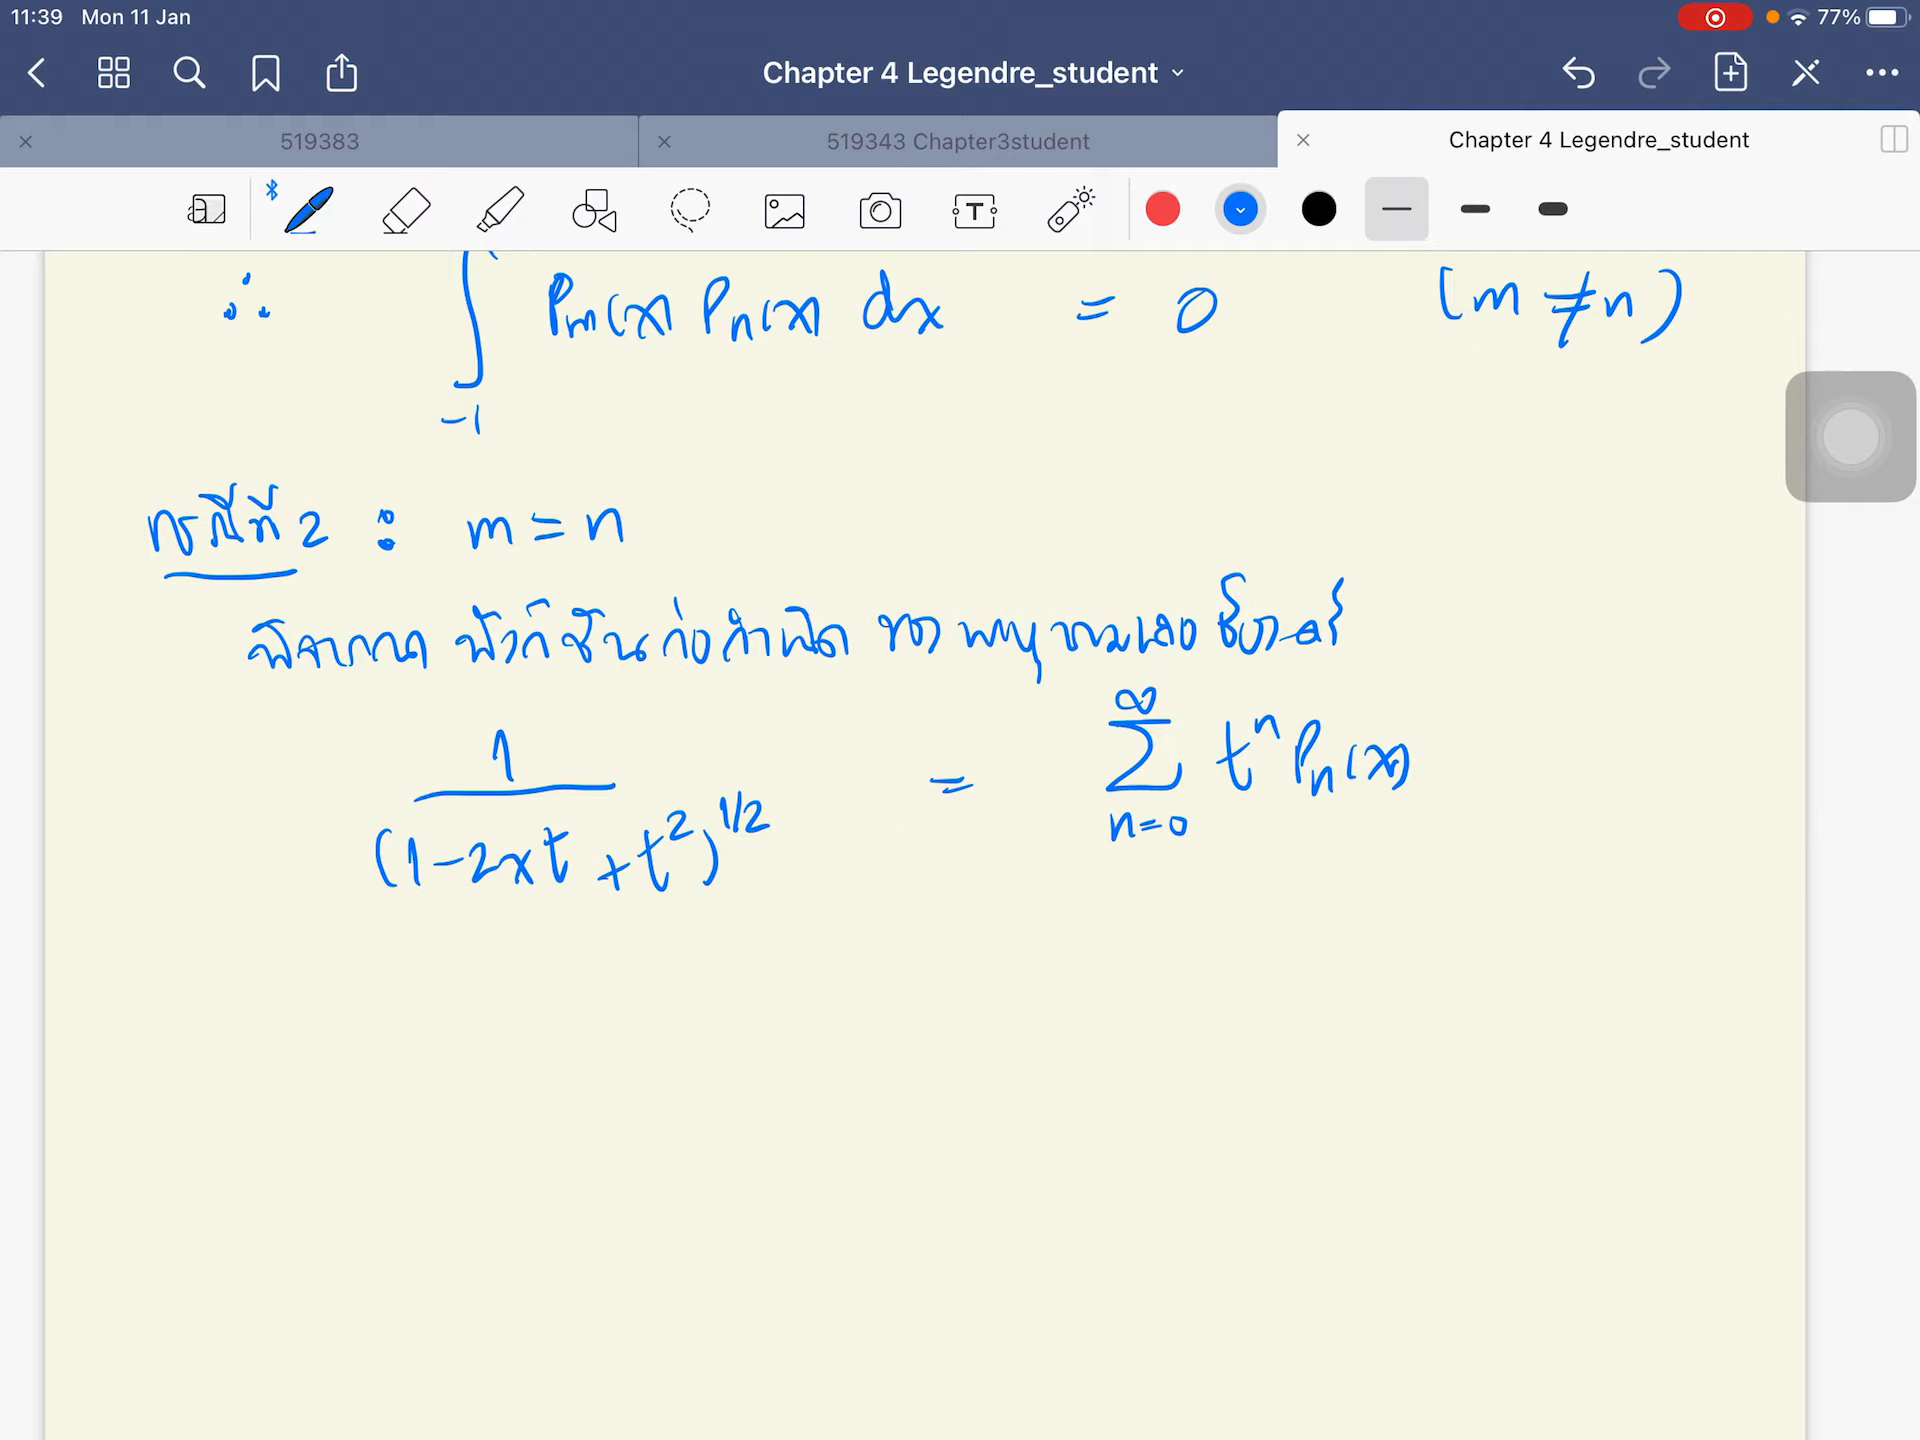 11:39 Mon 11 Jan 77%
Chapter 4 Legendre_student
519383 519343 Chapter3student Chapter 4 Legendre_student
∴ ∫₋₁ Pm(x) Pn(x) dx = 0 (m ≠ n)
กรณีที่ 2 : m = n
พิจารณา ฟังก์ชันก่อกำเนิด ของ พหุนามเลอช็องดร์
1/(1-2xt+t²)^1/2 = ∑_{n=0}^∞ tⁿ Pn(x)